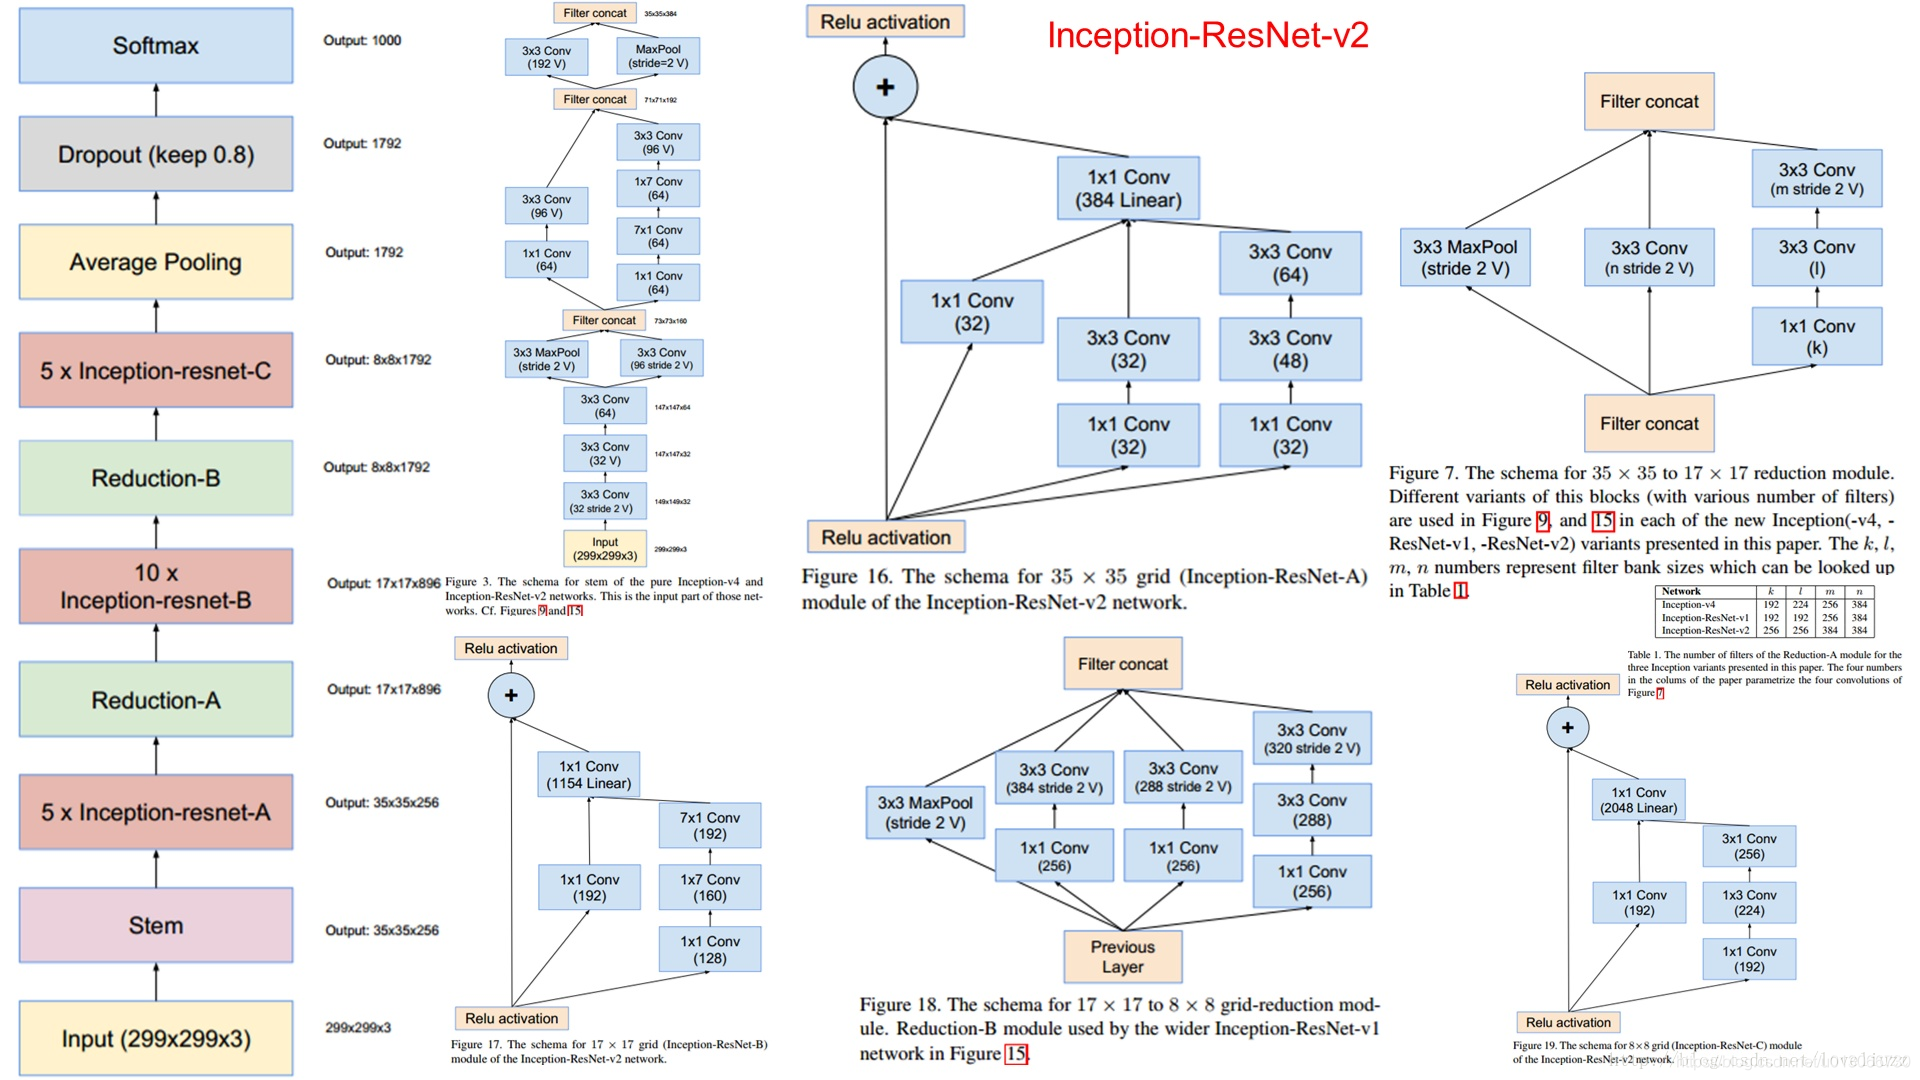 Inception-ResNet-v2
Softmax
Output: 1000
Dropout (keep 0.8)
Output: 1792
Average Pooling
Output: 1792
5 x Inception-resnet-C
Output: 8x8x1792
Reduction-B
Output: 8x8x1792
10 x
Inception-resnet-B
Output: 17x17x896
Reduction-A
Output: 17x17x896
5 x Inception-resnet-A
Output: 35x35x256
Stem
Output: 35x35x256
Input (299x299x3)
299x299x3
Filter concat
35x35x384
3x3 Conv
(192 V)
MaxPool
(stride=2 V)
Filter concat
71x71x192
3x3 Conv
(96 V)
1x7 Conv
(64)
3x3 Conv
(96 V)
7x1 Conv
(64)
1x1 Conv
(64)
1x1 Conv
(64)
Filter concat
73x73x160
3x3 MaxPool
(stride 2 V)
3x3 Conv
(96 stride 2 V)
3x3 Conv
(64)
147x147x64
3x3 Conv
(32 V)
147x147x32
3x3 Conv
(32 stride 2 V)
149x149x32
Input
(299x299x3)
299x299x3
Figure 3. The schema for stem of the pure Inception-v4 and
Inception-ResNet-v2 networks. This is the input part of those net-
works. Cf. Figures 9 and 15
Relu activation
+
1x1 Conv
(384 Linear)
3x3 Conv
(64)
1x1 Conv
(32)
3x3 Conv
(32)
3x3 Conv
(48)
1x1 Conv
(32)
1x1 Conv
(32)
Relu activation
Figure 16. The schema for 35 × 35 grid (Inception-ResNet-A)
module of the Inception-ResNet-v2 network.
Filter concat
3x3 Conv
(m stride 2 V)
3x3 MaxPool
(stride 2 V)
3x3 Conv
(n stride 2 V)
3x3 Conv
(l)
1x1 Conv
(k)
Filter concat
Figure 7. The schema for 35 × 35 to 17 × 17 reduction module.
Different variants of this blocks (with various number of filters)
are used in Figure 9, and 15 in each of the new Inception(-v4, -
ResNet-v1, -ResNet-v2) variants presented in this paper. The k, l,
m, n numbers represent filter bank sizes which can be looked up
in Table 1.
Network k l m n
Inception-v4 192 224 256 384
Inception-ResNet-v1 192 192 256 384
Inception-ResNet-v2 256 256 384 384
Table 1. The number of filters of the Reduction-A module for the
three Inception variants presented in this paper. The four numbers
in the colums of the paper parametrize the four convolutions of
Figure 7
Relu activation
+
1x1 Conv
(1154 Linear)
7x1 Conv
(192)
1x1 Conv
(192)
1x7 Conv
(160)
1x1 Conv
(128)
Relu activation
Figure 17. The schema for 17 × 17 grid (Inception-ResNet-B)
module of the Inception-ResNet-v2 network.
Filter concat
3x3 Conv
(320 stride 2 V)
3x3 MaxPool
(stride 2 V)
3x3 Conv
(384 stride 2 V)
3x3 Conv
(288 stride 2 V)
3x3 Conv
(288)
1x1 Conv
(256)
1x1 Conv
(256)
1x1 Conv
(256)
Previous
Layer
Figure 18. The schema for 17 × 17 to 8 × 8 grid-reduction mod-
ule. Reduction-B module used by the wider Inception-ResNet-v1
network in Figure 15.
Relu activation
+
1x1 Conv
(2048 Linear)
3x1 Conv
(256)
1x1 Conv
(192)
1x3 Conv
(224)
1x1 Conv
(192)
Relu activation
Figure 19. The schema for 8×8 grid (Inception-ResNet-C) module
of the Inception-ResNet-v2 network.